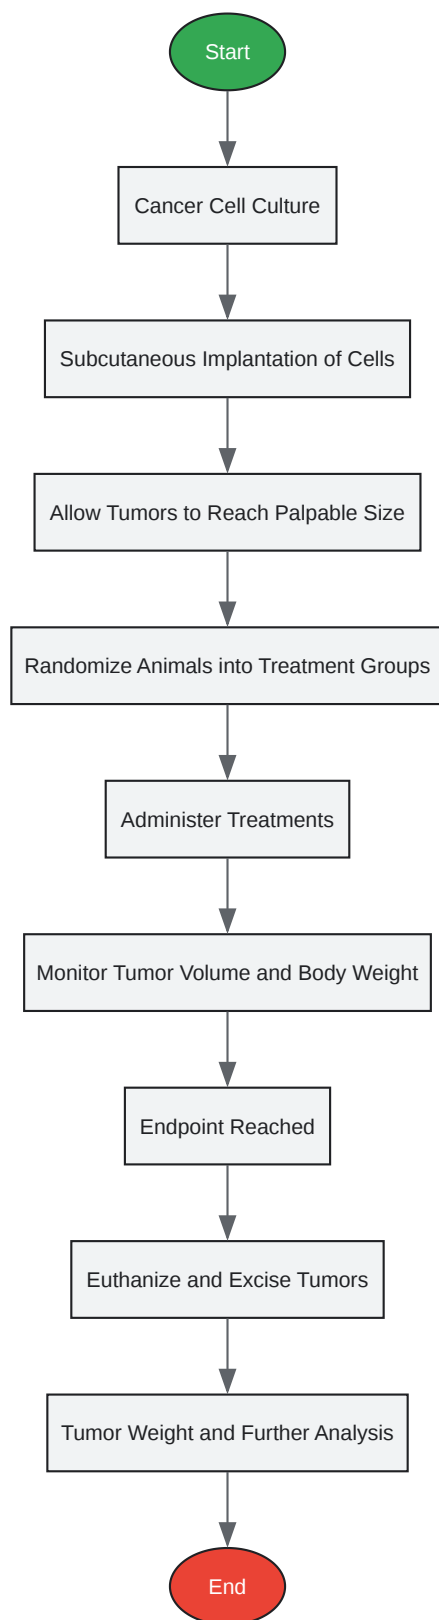 Start
Cancer Cell Culture
Subcutaneous Implantation of Cells
Allow Tumors to Reach Palpable Size
Randomize Animals into Treatment Groups
Administer Treatments
Monitor Tumor Volume and Body Weight
Endpoint Reached
Euthanize and Excise Tumors
Tumor Weight and Further Analysis
End